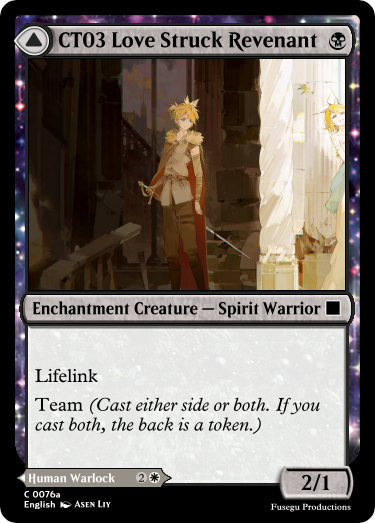 CT03 Love Struck Revenant
Enchantment Creature — Spirit Warrior
Lifelink
Team (Cast either side or both. If you
cast both, the back is a token.)
Human Warlock 2
2/1
C 0076a
English Asen Liy
Fusegu Productions